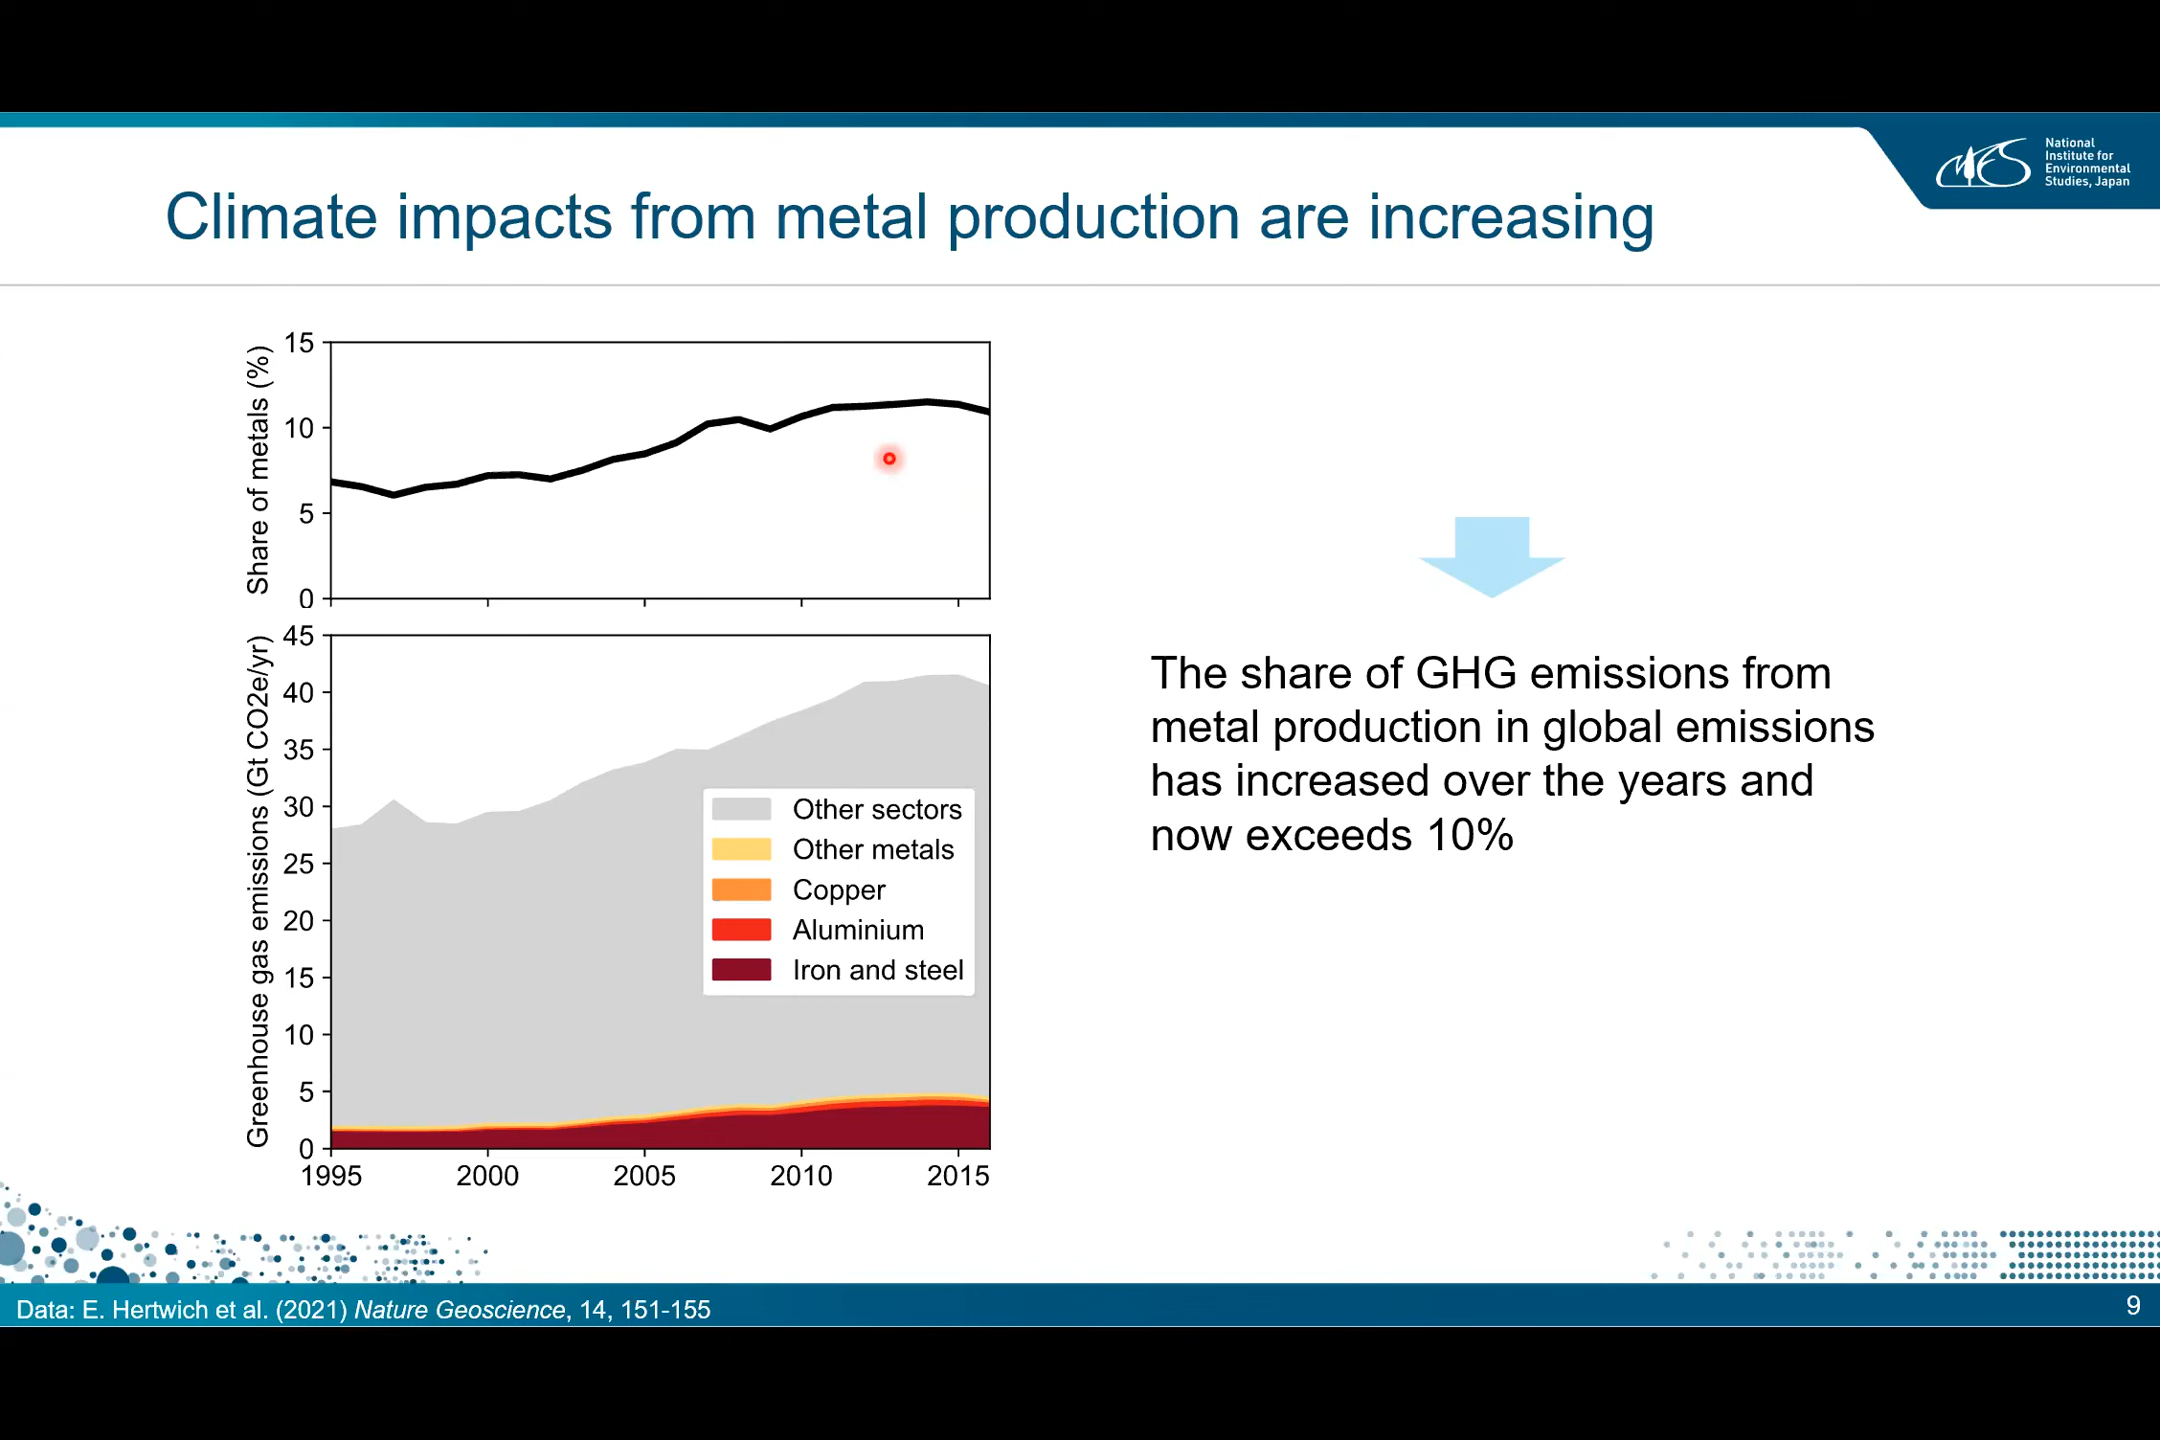 National
Institute for
Environmental
Studies, Japan
Climate impacts from metal production are increasing
Share of metals (%)
15
10
5
0
Greenhouse gas emissions (Gt CO2e/yr)
45
40
35
30
25
20
15
10
5
0
Other sectors
Other metals
Copper
Aluminium
Iron and steel
1995 2000 2005 2010 2015
The share of GHG emissions from
metal production in global emissions
has increased over the years and
now exceeds 10%
Data: E. Hertwich et al. (2021) Nature Geoscience, 14, 151-155
9